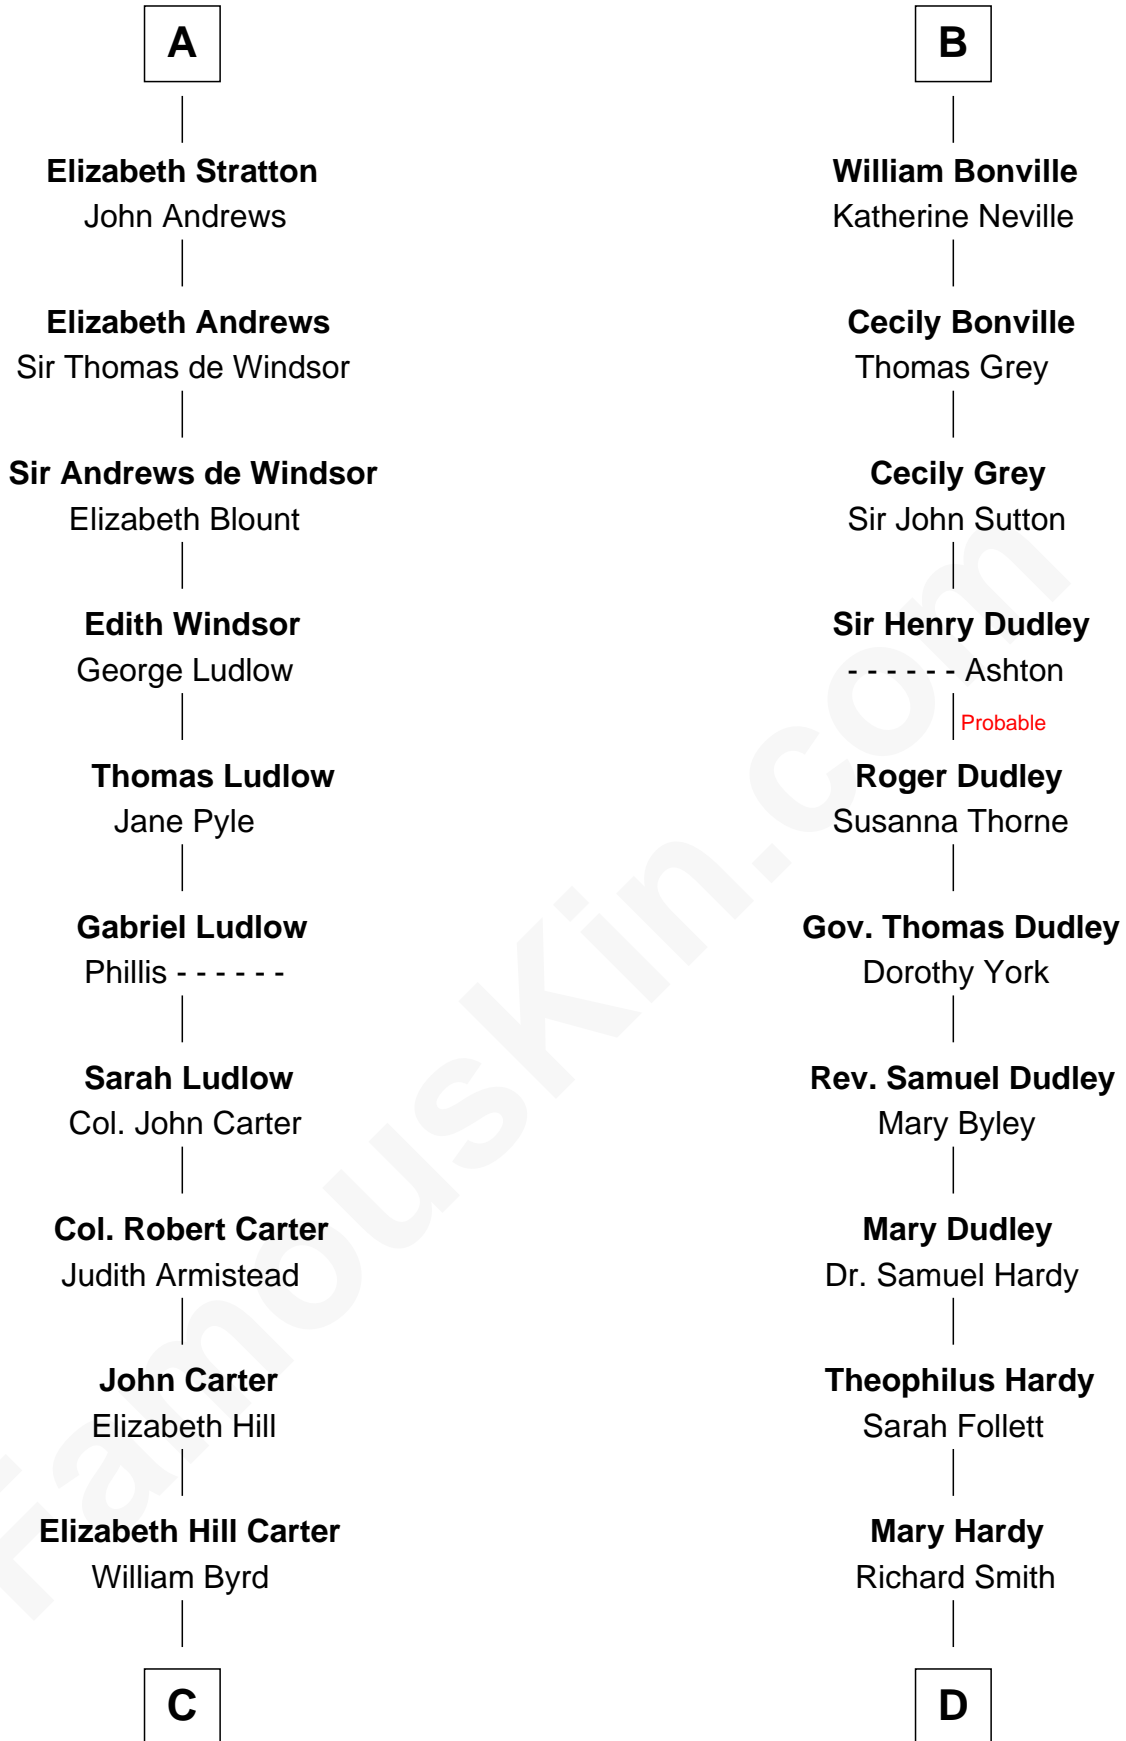 A
Elizabeth Stratton
John Andrews
Elizabeth Andrews
Sir Thomas de Windsor
Sir Andrews de Windsor
Elizabeth Blount
Edith Windsor
George Ludlow
Thomas Ludlow
Jane Pyle
Gabriel Ludlow
Phillis - - - - - -
Sarah Ludlow
Col. John Carter
Col. Robert Carter
Judith Armistead
John Carter
Elizabeth Hill
Elizabeth Hill Carter
William Byrd
C
B
William Bonville
Katherine Neville
Cecily Bonville
Thomas Grey
Cecily Grey
Sir John Sutton
Sir Henry Dudley
- - - - - - Ashton
Probable
Roger Dudley
Susanna Thorne
Gov. Thomas Dudley
Dorothy York
Rev. Samuel Dudley
Mary Byley
Mary Dudley
Dr. Samuel Hardy
Theophilus Hardy
Sarah Follett
Mary Hardy
Richard Smith
D
FamousKin.com